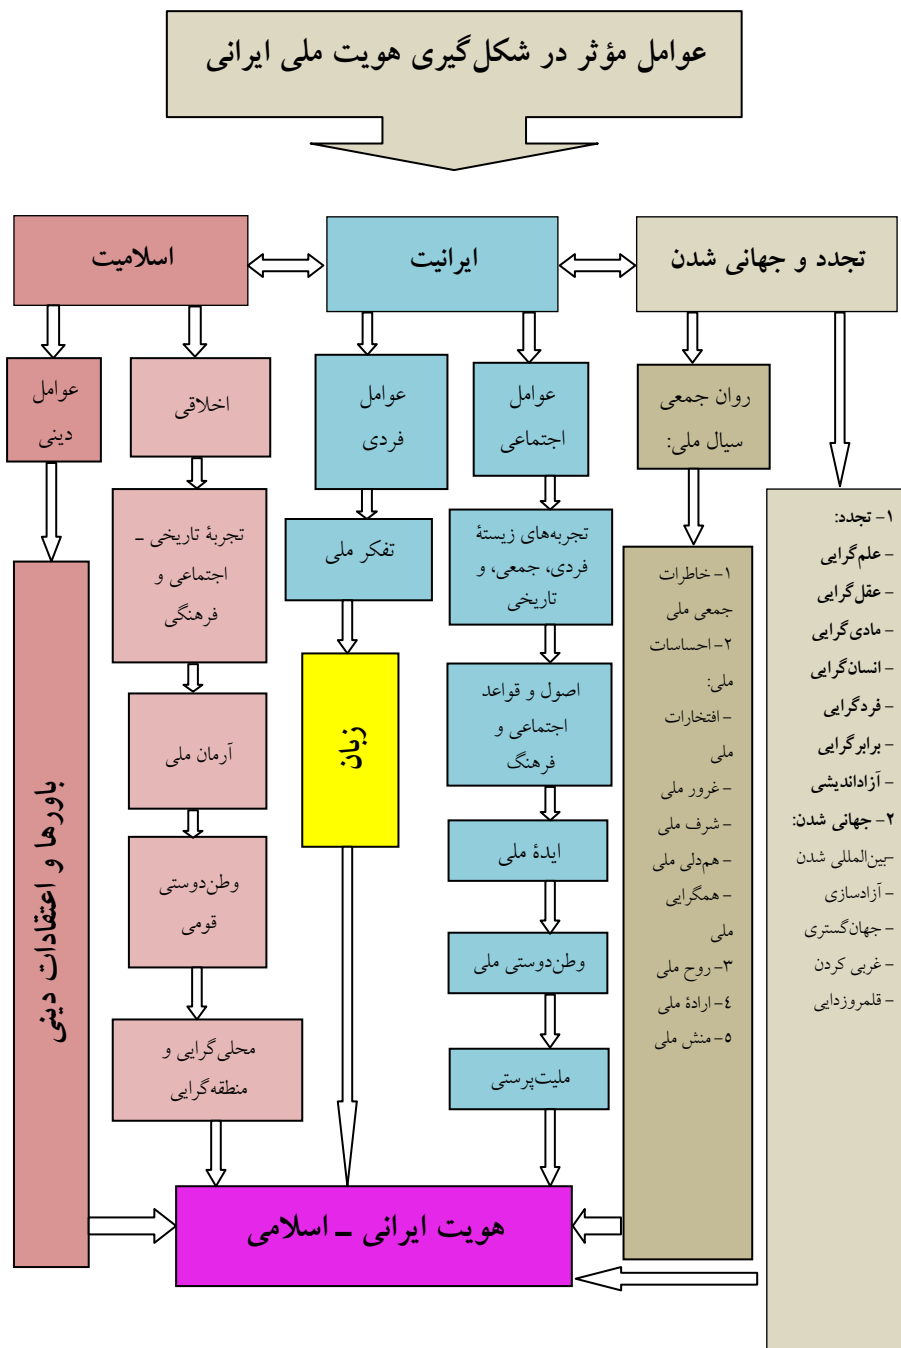 عوامل مؤثر در شکل‌گیری هویت ملی ایرانی
تجدد و جهانی شدن
ایرانیت
اسلامیت
روان جمعی
سیال ملی:
عوامل
اجتماعی
عوامل
فردی
اخلاقی
عوامل
دینی
۱- تجدد:
- علم‌گرایی
- عقل‌گرایی
- مادی‌گرایی
- انسان‌گرایی
- فردگرایی
- برابرگرایی
- آزاداندیشی
۲- جهانی شدن:
-بین‌المللی شدن
- آزادسازی
- جهان‌گستری
- غربی کردن
- قلمروزدایی
۱- خاطرات
جمعی ملی
۲- احساسات
ملی:
- افتخارات
ملی
- غرور ملی
- شرف ملی
- هم‌دلی ملی
- همگرایی
ملی
۳- روح ملی
۴- ارادهٔ ملی
۵- منش ملی
تجربه‌های زیستهٔ
فردی، جمعی، و
تاریخی
اصول و قواعد
اجتماعی و
فرهنگ
ایدهٔ ملی
وطن‌دوستی ملی
ملیت‌پرستی
تفکر ملی
زبان
تجربهٔ تاریخی –
اجتماعی و
فرهنگی
آرمان ملی
وطن‌دوستی
قومی
محلی‌گرایی و
منطقه‌گرایی
باورها و اعتقادات دینی
هویت ایرانی – اسلامی